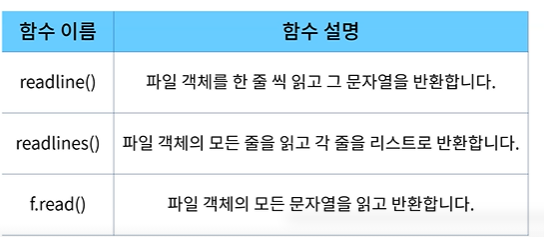 함수 이름 함수 설명
readline() 파일 객체를 한 줄 씩 읽고 그 문자열을 반환합니다.
readlines() 파일 객체의 모든 줄을 읽고 각 줄을 리스트로 반환합니다.
f.read() 파일 객체의 모든 문자열을 읽고 반환합니다.